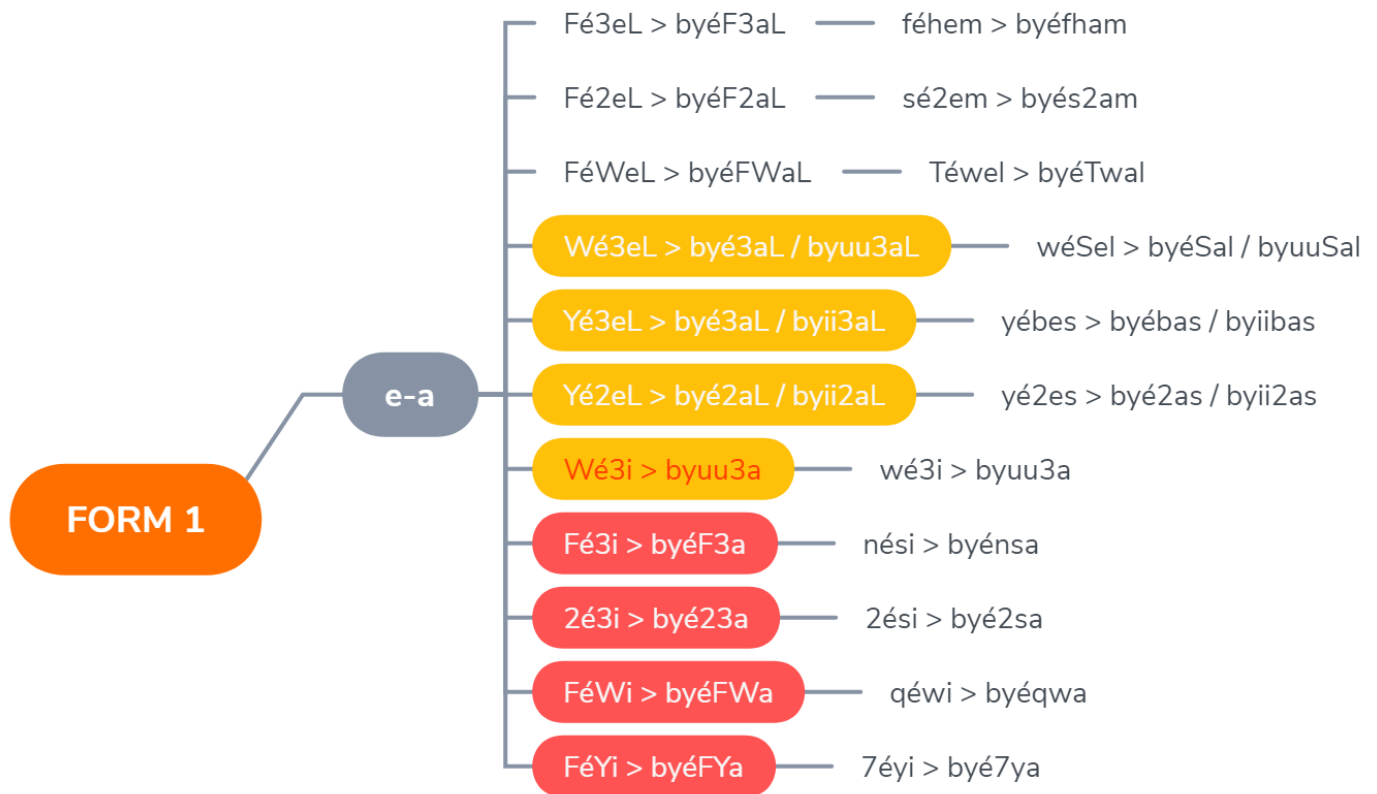 FORM 1
e-a
Fé3eL > byéF3aL féhem > byéfham
Fé2eL > byéF2aL sé2em > byés2am
FéWeL > byéFWaL Téwel > byéTwal
Wé3eL > byé3aL / byuu3aL wéSel > byéSal / byuuSal
Yé3eL > byé3aL / byii3aL yébes > byébas / byiibas
Yé2eL > byé2aL / byii2aL yé2es > byé2as / byii2as
Wé3i > byuu3a wé3i > byuu3a
Fé3i > byéF3a nési > byénsa
2é3i > byé23a 2ési > byé2sa
FéWi > byéFWa qéwi > byéqwa
FéYi > byéFYa 7éyi > byé7ya